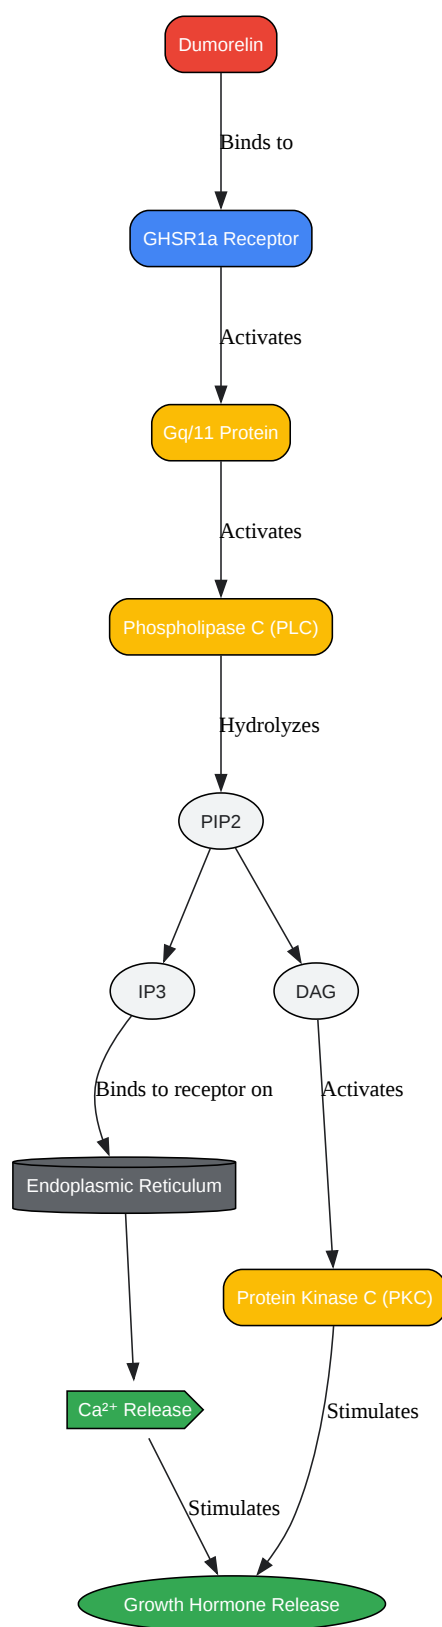 Dumorelin
Binds to
GHSR1a Receptor
Activates
Gq/11 Protein
Activates
Phospholipase C (PLC)
Hydrolyzes
PIP2
IP3
DAG
Binds to receptor on
Activates
Endoplasmic Reticulum
Protein Kinase C (PKC)
Ca²⁺ Release
Stimulates
Stimulates
Growth Hormone Release